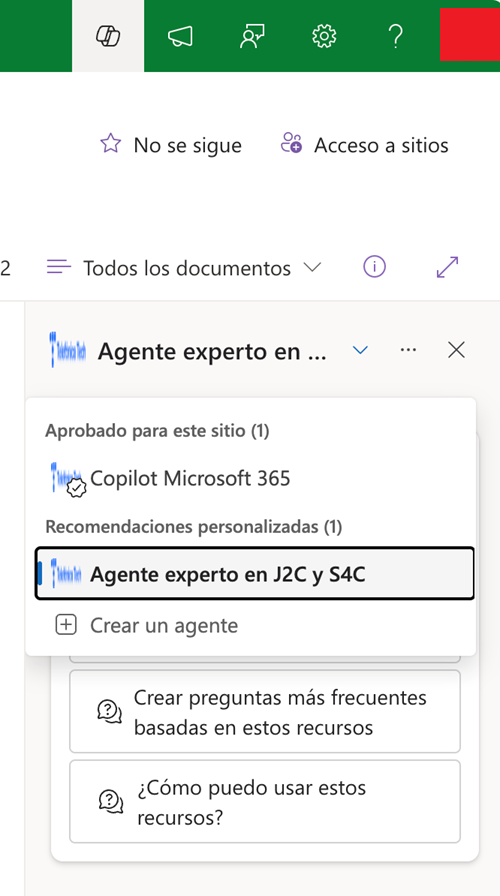 No se sigue
Acceso a sitios
2
Todos los documentos
Agente experto en ...
Aprobado para este sitio (1)
Copilot Microsoft 365
Recomendaciones personalizadas (1)
Agente experto en J2C y S4C
Crear un agente
Crear preguntas más frecuentes
basadas en estos recursos
¿Cómo puedo usar estos
recursos?